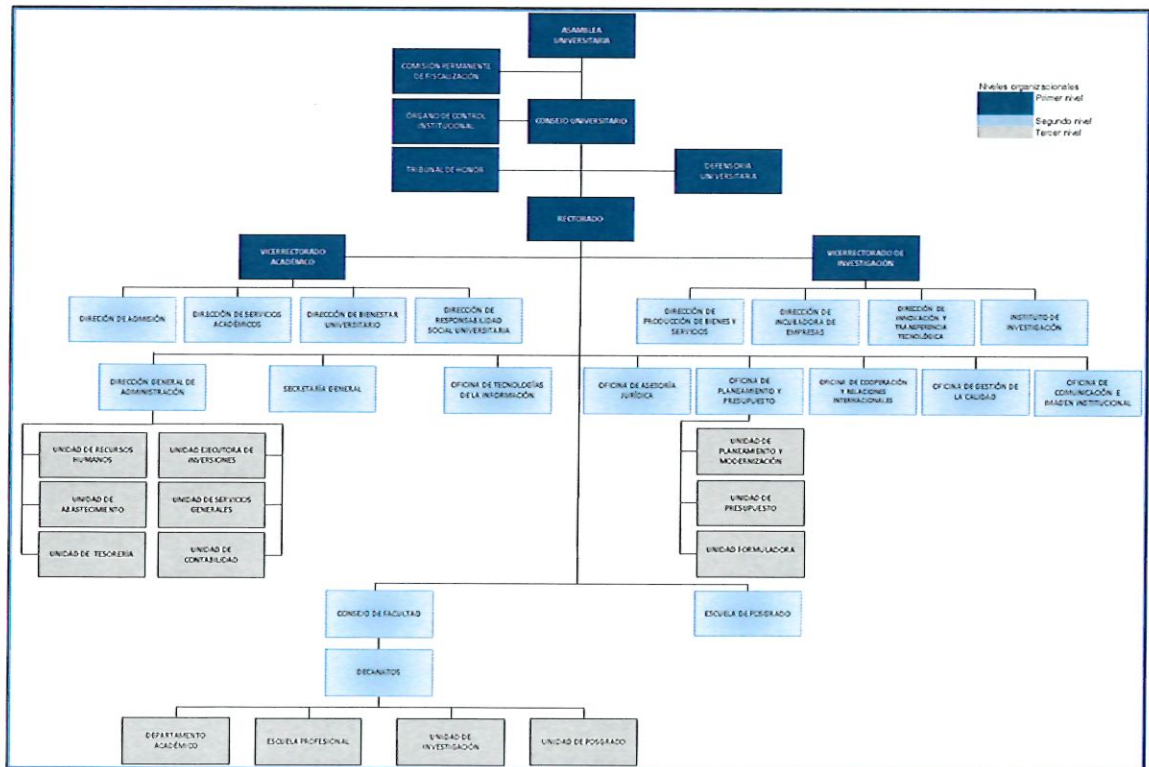 ASAMBLEA
UNIVERSITARIA
COMISIÓN PERMANENTE
DE FISCALIZACIÓN
Niveles organizacionales
Primer nivel
Segundo nivel
Tercer nivel
ÓRGANO DE CONTROL
INSTITUCIONAL
CONSEJO UNIVERSITARIO
TRIBUNAL DE HONOR
DEFENSORÍA
UNIVERSITARIA
RECTORADO
VICERRECTORADO
ACADÉMICO
VICERRECTORADO DE
INVESTIGACIÓN
DIRECIÓN DE ADMISIÓN
DIRECCIÓN DE SERVICIOS
ACADÉMICOS
DIRECCIÓN DE BIENESTAR
UNIVERSITARIO
DIRECCIÓN DE
RESPONSABILIDAD
SOCIAL UNIVERSITARIA
DIRECCIÓN DE
PRODUCCIÓN DE BIENES Y
SERVICIOS
DIRECCIÓN DE
INCUBADORA DE
EMPRESAS
DIRECCIÓN DE
INNOVACIÓN Y
TRANSFERENCIA
TECNOLÓGICA
INSTITUTO DE
INVESTIGACIÓN
DIRECCIÓN GENERAL DE
ADMINISTRACIÓN
SECRETARÍA GENERAL
OFICINA DE TECNOLOGÍAS
DE LA INFORMACIÓN
OFICINA DE ASESORÍA
JURÍDICA
OFICINA DE
PLANEAMIENTO Y
PRESUPUESTO
OFICINA DE COOPERACIÓN
Y RELACIONES
INTERNACIONALES
OFICINA DE GESTIÓN DE
LA CALIDAD
OFICINA DE
COMUNICACIÓN E
IMAGEN INSTITUCIONAL
UNIDAD DE RECURSOS
HUMANOS
UNIDAD EJECUTORA DE
INVERSIONES
UNIDAD DE
PLANEAMIENTO Y
MODERNIZACIÓN
UNIDAD DE
ABASTECIMIENTO
UNIDAD DE SERVICIOS
GENERALES
UNIDAD DE
PRESUPUESTO
UNIDAD DE TESORERÍA
UNIDAD DE
CONTABILIDAD
UNIDAD FORMULADORA
CONSEJO DE FACULTAD
ESCUELA DE POSGRADO
DECANATOS
DEPARTAMENTO
ACADÉMICO
ESCUELA PROFESIONAL
UNIDAD DE
INVESTIGACIÓN
UNIDAD DE POSGRADO